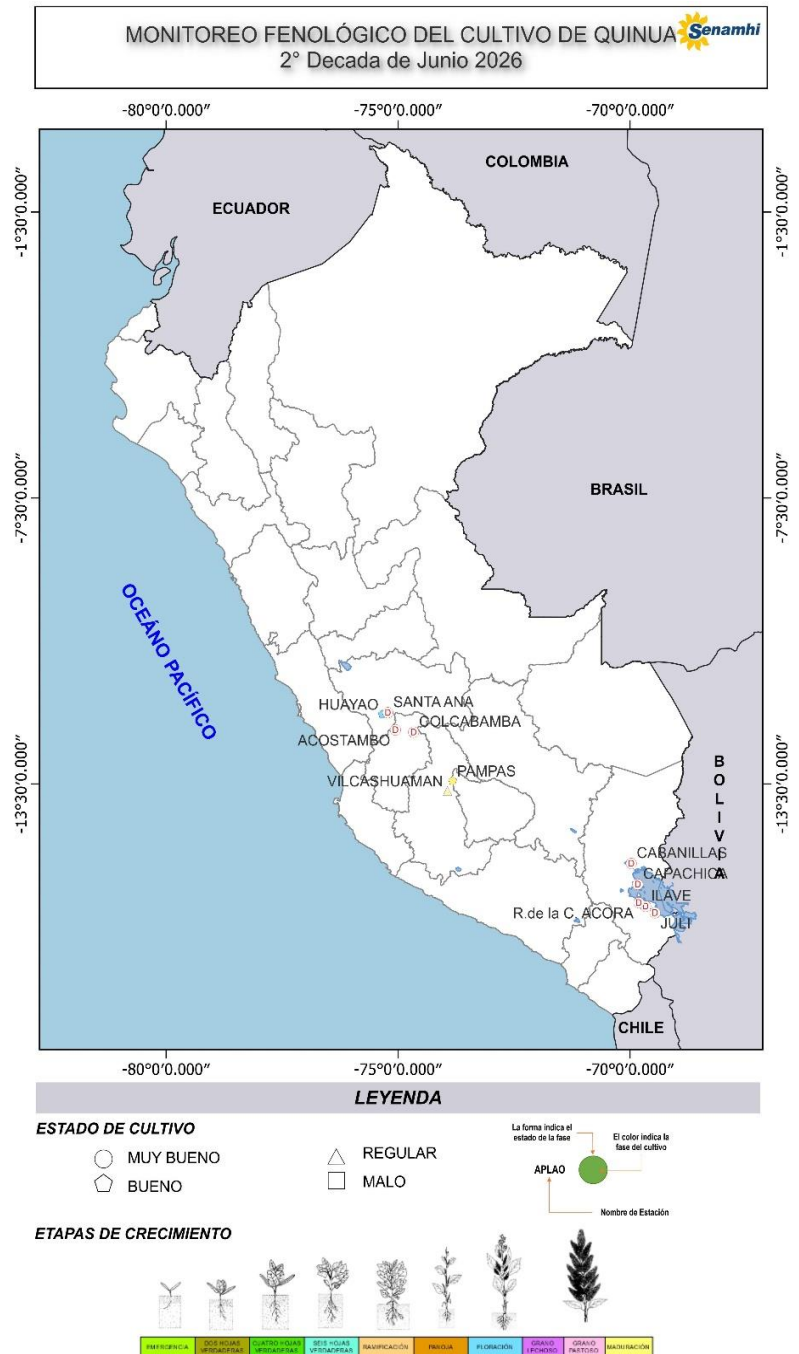 MONITOREO FENOLÓGICO DEL CULTIVO DE QUINUA
Senamhi
2° Decada de Junio 2026
-80°0'0.000"
-75°0'0.000"
-70°0'0.000"
COLOMBIA
ECUADOR
-1°30'0.000"
-1°30'0.000"
BRASIL
-7°30'0.000"
-7°30'0.000"
OCEÁNO PACÍFICO
HUAYAO
D
SANTA ANA
D
D
COLCABAMBA
ACOSTAMBO
PAMPAS
VILCASHUAMAN
-13°30'0.000"
-13°30'0.000"
BOLIVIA
D
CABANILLAS
D
CAPACHICA
D
D
ILAVE
R.de la C.
ACORA
D
JULI
CHILE
-80°0'0.000"
-75°0'0.000"
-70°0'0.000"
LEYENDA
ESTADO DE CULTIVO
MUY BUENO
BUENO
REGULAR
MALO
La forma indica el
estado de la fase
El color indica la
fase del cultivo
APLAO
Nombre de Estación
ETAPAS DE CRECIMIENTO
EMERGENCIA
DOS HOJAS
VERDADERAS
CUATRO HOJAS
VERDADERAS
SEIS HOJAS
VERDADERAS
RAMIFICACIÓN
PANOJA
FLORACIÓN
GRANO
LECHOSO
GRANO
PASTOSO
MADURACIÓN